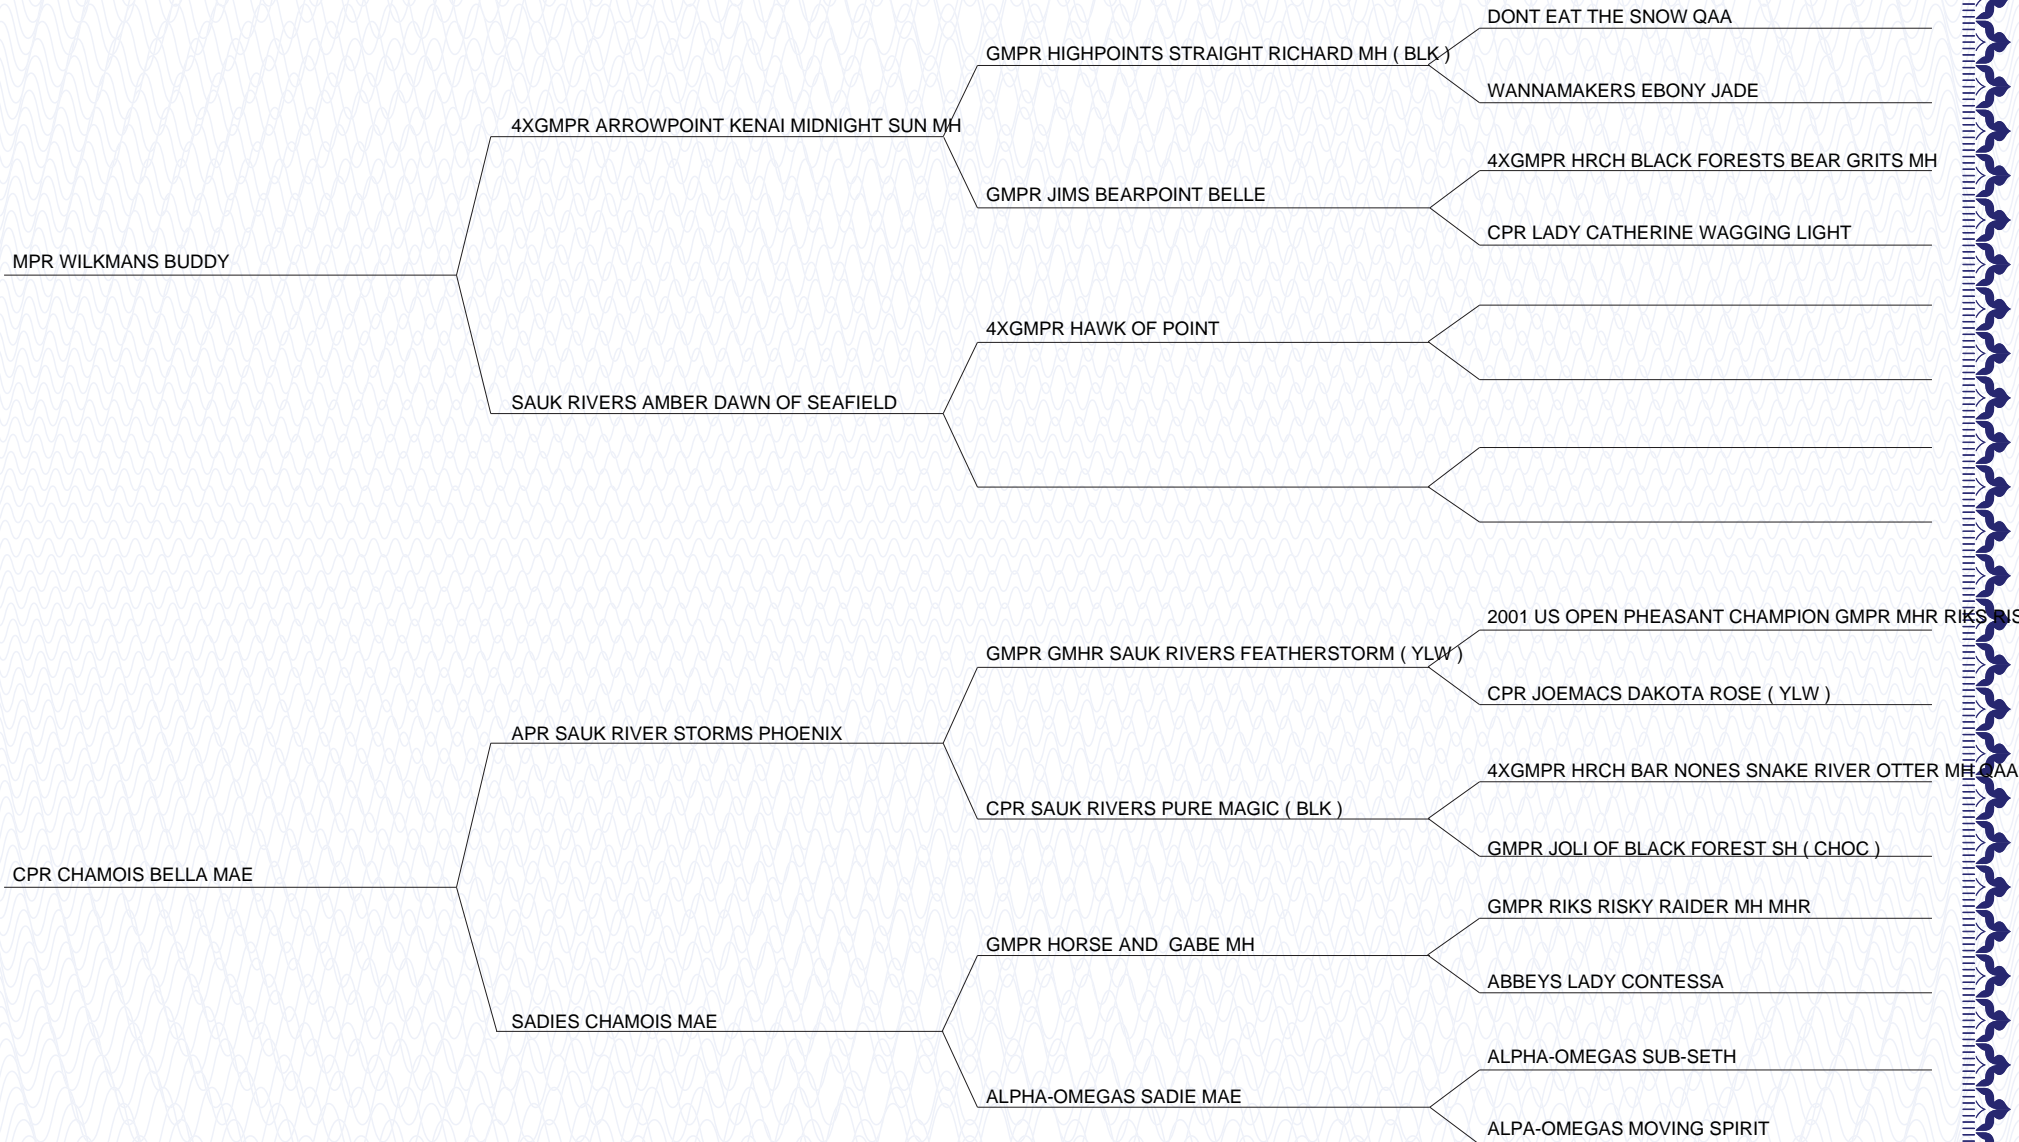 DONT EAT THE SNOW QAA
GMPR HIGHPOINTS STRAIGHT RICHARD MH ( BLK )
WANNAMAKERS EBONY JADE
4XGMPR ARROWPOINT KENAI MIDNIGHT SUN MH
4XGMPR HRCH BLACK FORESTS BEAR GRITS MH
GMPR JIMS BEARPOINT BELLE
CPR LADY CATHERINE WAGGING LIGHT
MPR WILKMANS BUDDY
4XGMPR HAWK OF POINT
SAUK RIVERS AMBER DAWN OF SEAFIELD
2001 US OPEN PHEASANT CHAMPION GMPR MHR RIKS RIS
GMPR GMHR SAUK RIVERS FEATHERSTORM ( YLW )
CPR JOEMACS DAKOTA ROSE ( YLW )
APR SAUK RIVER STORMS PHOENIX
4XGMPR HRCH BAR NONES SNAKE RIVER OTTER MH QAA
CPR SAUK RIVERS PURE MAGIC ( BLK )
GMPR JOLI OF BLACK FOREST SH ( CHOC )
CPR CHAMOIS BELLA MAE
GMPR RIKS RISKY RAIDER MH MHR
GMPR HORSE AND  GABE MH
ABBEYS LADY CONTESSA
SADIES CHAMOIS MAE
ALPHA-OMEGAS SUB-SETH
ALPHA-OMEGAS SADIE MAE
ALPA-OMEGAS MOVING SPIRIT